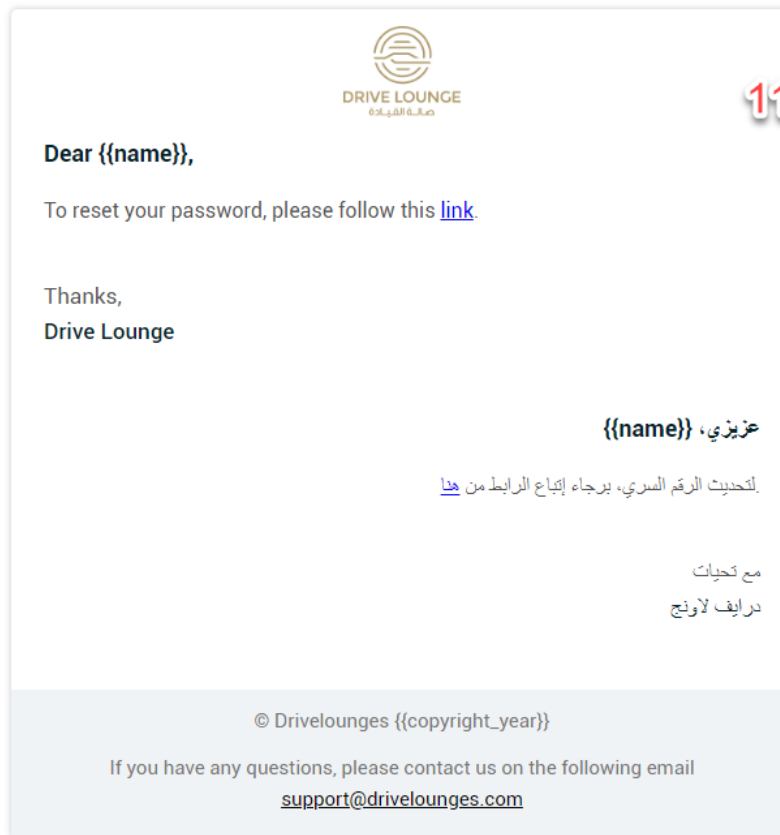 DRIVE LOUNGE
صالة القيادة
11
Dear {{name}},
To reset your password, please follow this link.
Thanks,
Drive Lounge
عزيزي، {{name}}
.لتحديث الرقم السري، برجاء إتباع الرابط من هنا
مع تحيات
درايف لاونج
© Drivelounges {{copyright_year}}
If you have any questions, please contact us on the following email
support@drivelounges.com